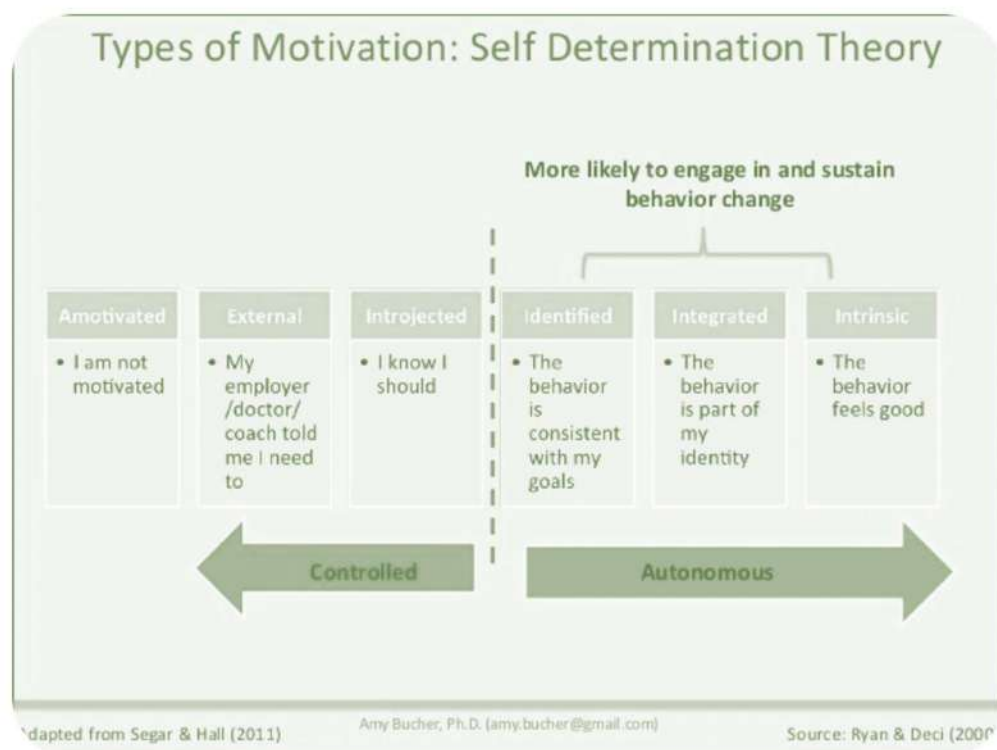 Types of Motivation: Self Determination Theory
More likely to engage in and sustain
behavior change
Amotivated
• I am not
motivated
External
• My
employer
/doctor/
coach told
me I need
to
Introjected
• I know I
should
Identified
• The
behavior
is
consistent
with my
goals
Integrated
• The
behavior
is part of
my
identity
Intrinsic
• The
behavior
feels good
Controlled
Autonomous
dapted from Segar & Hall (2011)
Amy Bucher, Ph.D. (amy.bucher@gmail.com)
Source: Ryan & Deci (2000